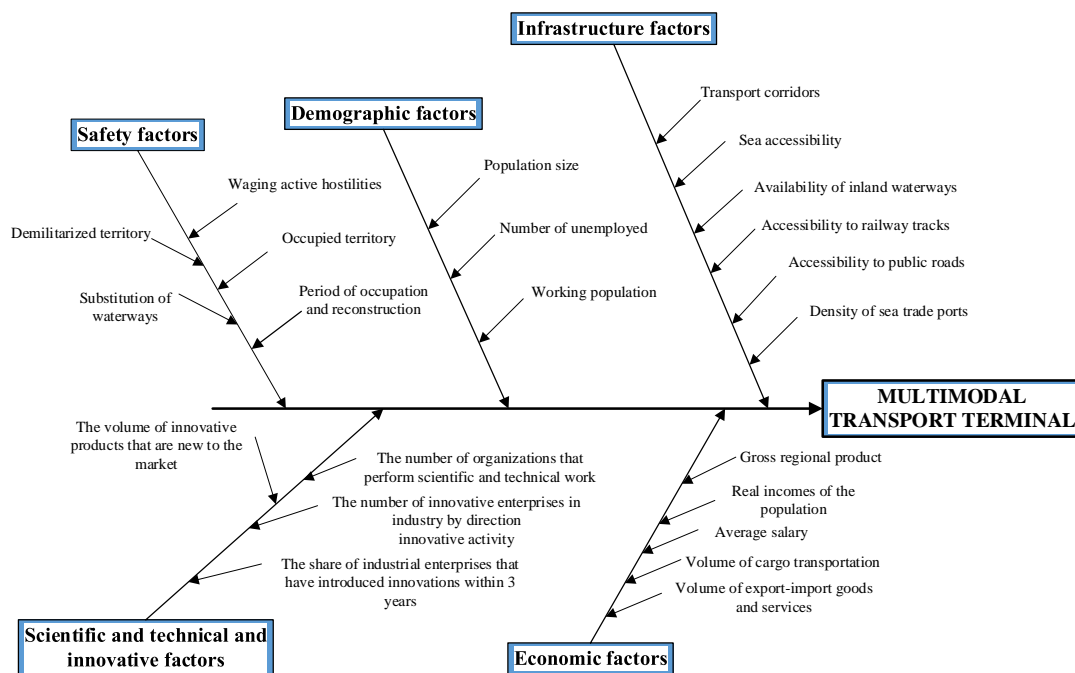 Infrastructure factors
Transport corridors
Sea accessibility
Availability of inland waterways
Accessibility to railway tracks
Accessibility to public roads
Density of sea trade ports
Demographic factors
Population size
Number of unemployed
Working population
Safety factors
Waging active hostilities
Demilitarized territory
Occupied territory
Substitution of
waterways
Period of occupation
and reconstruction
MULTIMODAL
TRANSPORT TERMINAL
The volume of innovative
products that are new to the
market
The number of organizations that
perform scientific and technical work
The number of innovative enterprises in
industry by direction
innovative activity
The share of industrial enterprises that
have introduced innovations within 3
years
Scientific and technical and
innovative factors
Gross regional product
Real incomes of the
population
Average salary
Volume of cargo transportation
Volume of export-import goods
and services
Economic factors